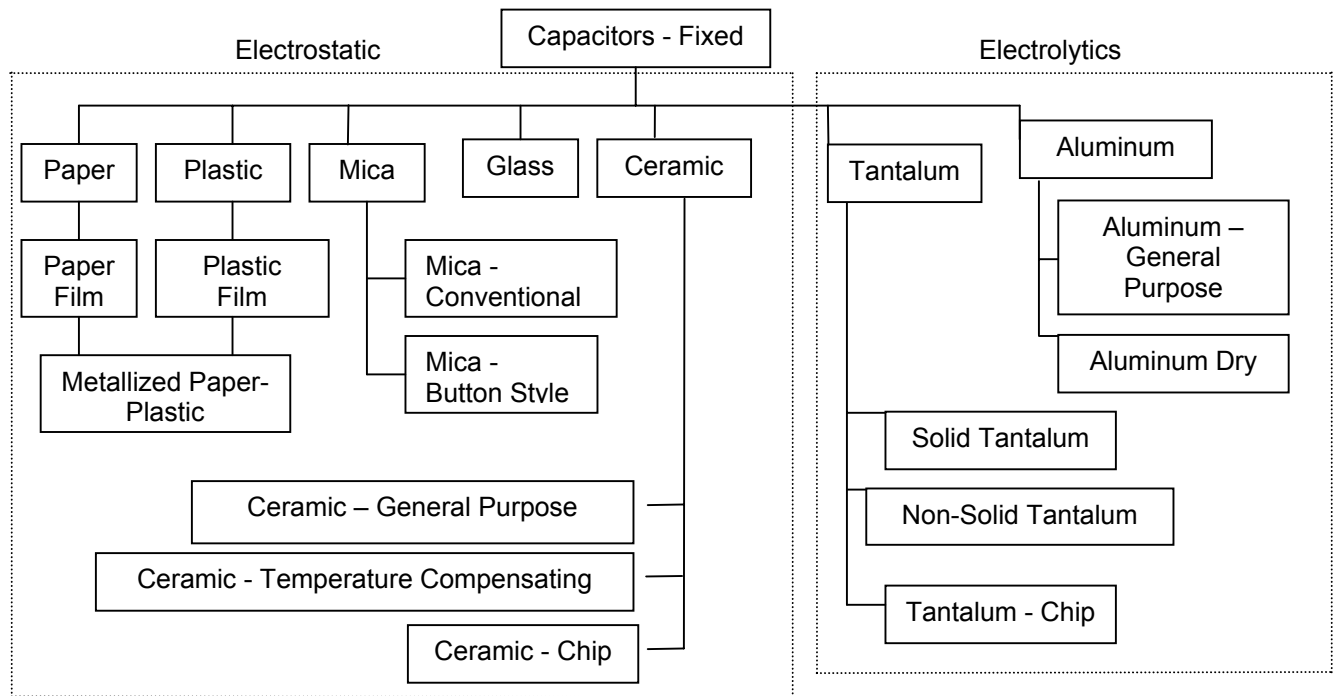 Capacitors - Fixed
Electrostatic
Electrolytics
Paper
Plastic
Mica
Glass
Ceramic
Tantalum
Aluminum
Paper
Film
Plastic
Film
Mica -
Conventional
Aluminum –
General
Purpose
Metallized Paper-
Plastic
Mica -
Button Style
Aluminum Dry
Solid Tantalum
Ceramic – General Purpose
Non-Solid Tantalum
Ceramic - Temperature Compensating
Tantalum - Chip
Ceramic - Chip